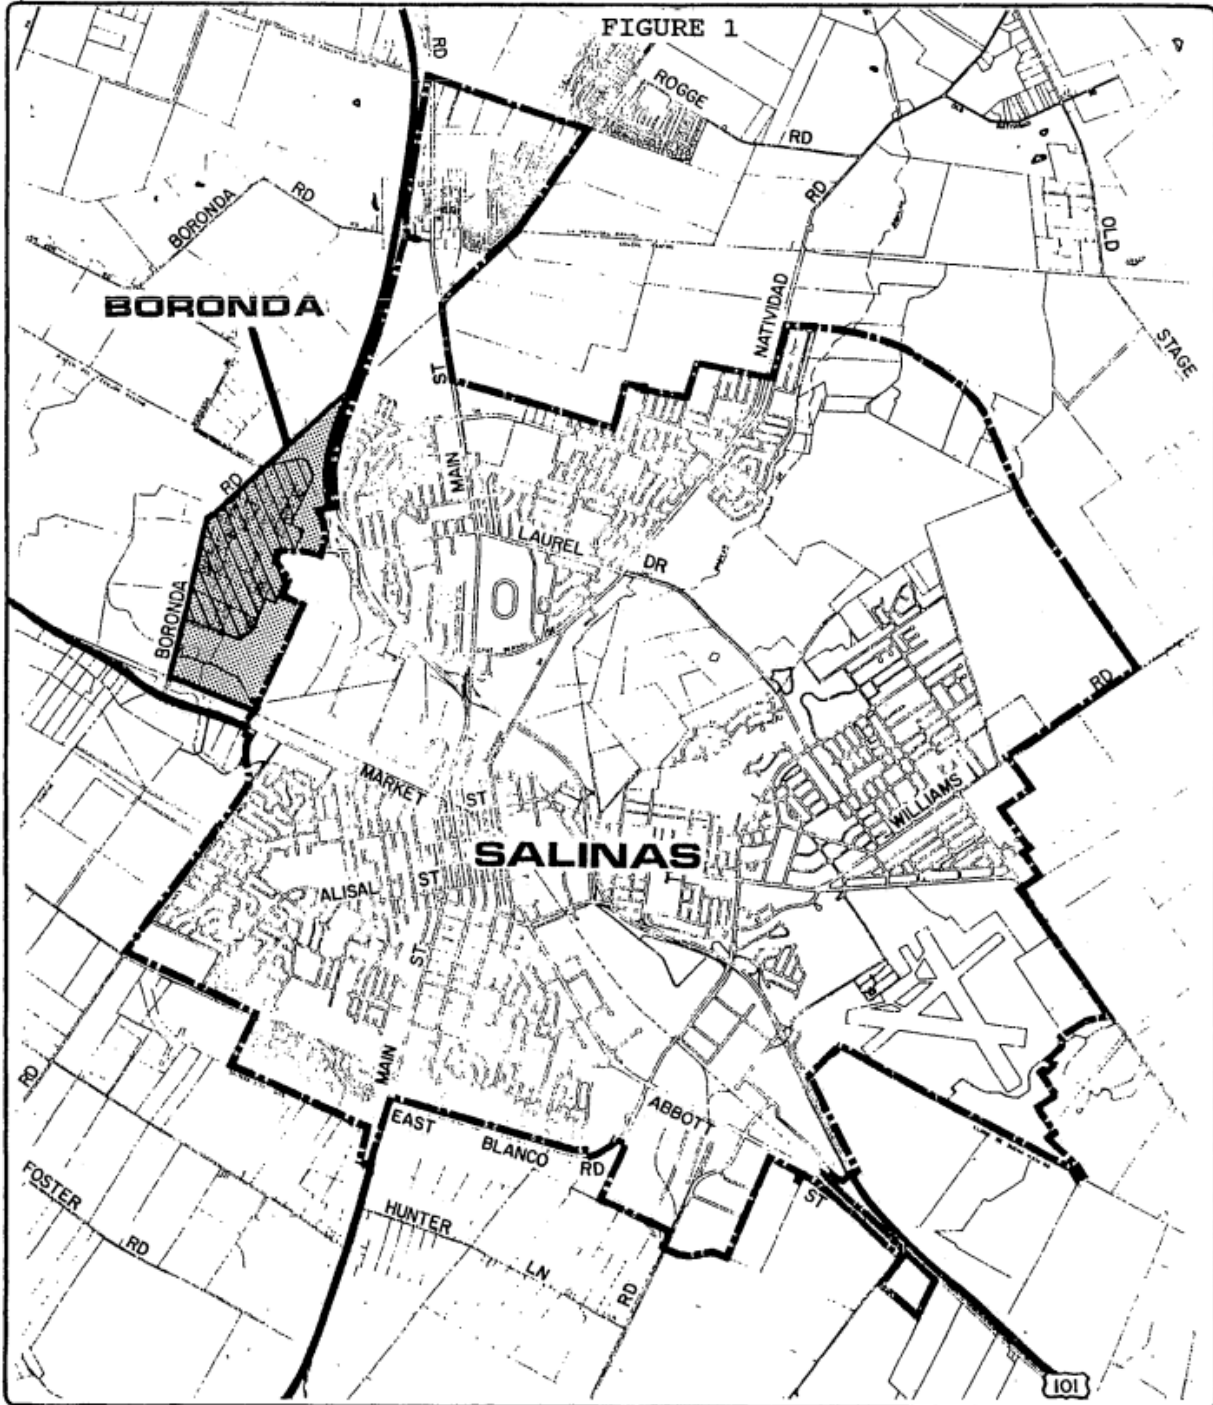 FIGURE 1
RD
ROGGE
RD
BORONDA
RD
RD
OLD
BORONDA
NATIVIDAD
STAGE
ST
RD
MAIN
LAUREL
DR
BORONDA
RD
MARKET
ST
WILLIAMS
SALINAS
ALISAL
ST
ST
MAIN
RD
ABBOTT
EAST
BLANCO
RD
FOSTER
RD
HUNTER
LN
ST
RD
101